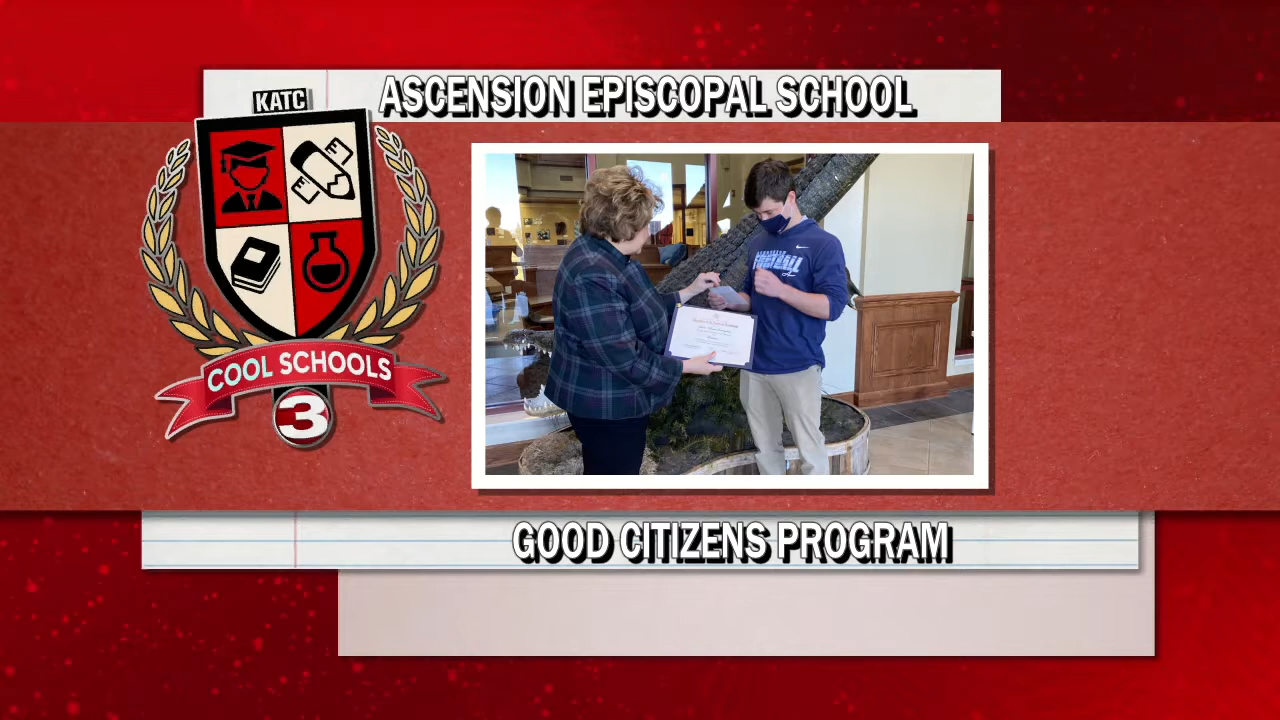 ASCENSION EPISCOPAL SCHOOL
KATC
COOL SCHOOLS
3
GOOD CITIZENS PROGRAM